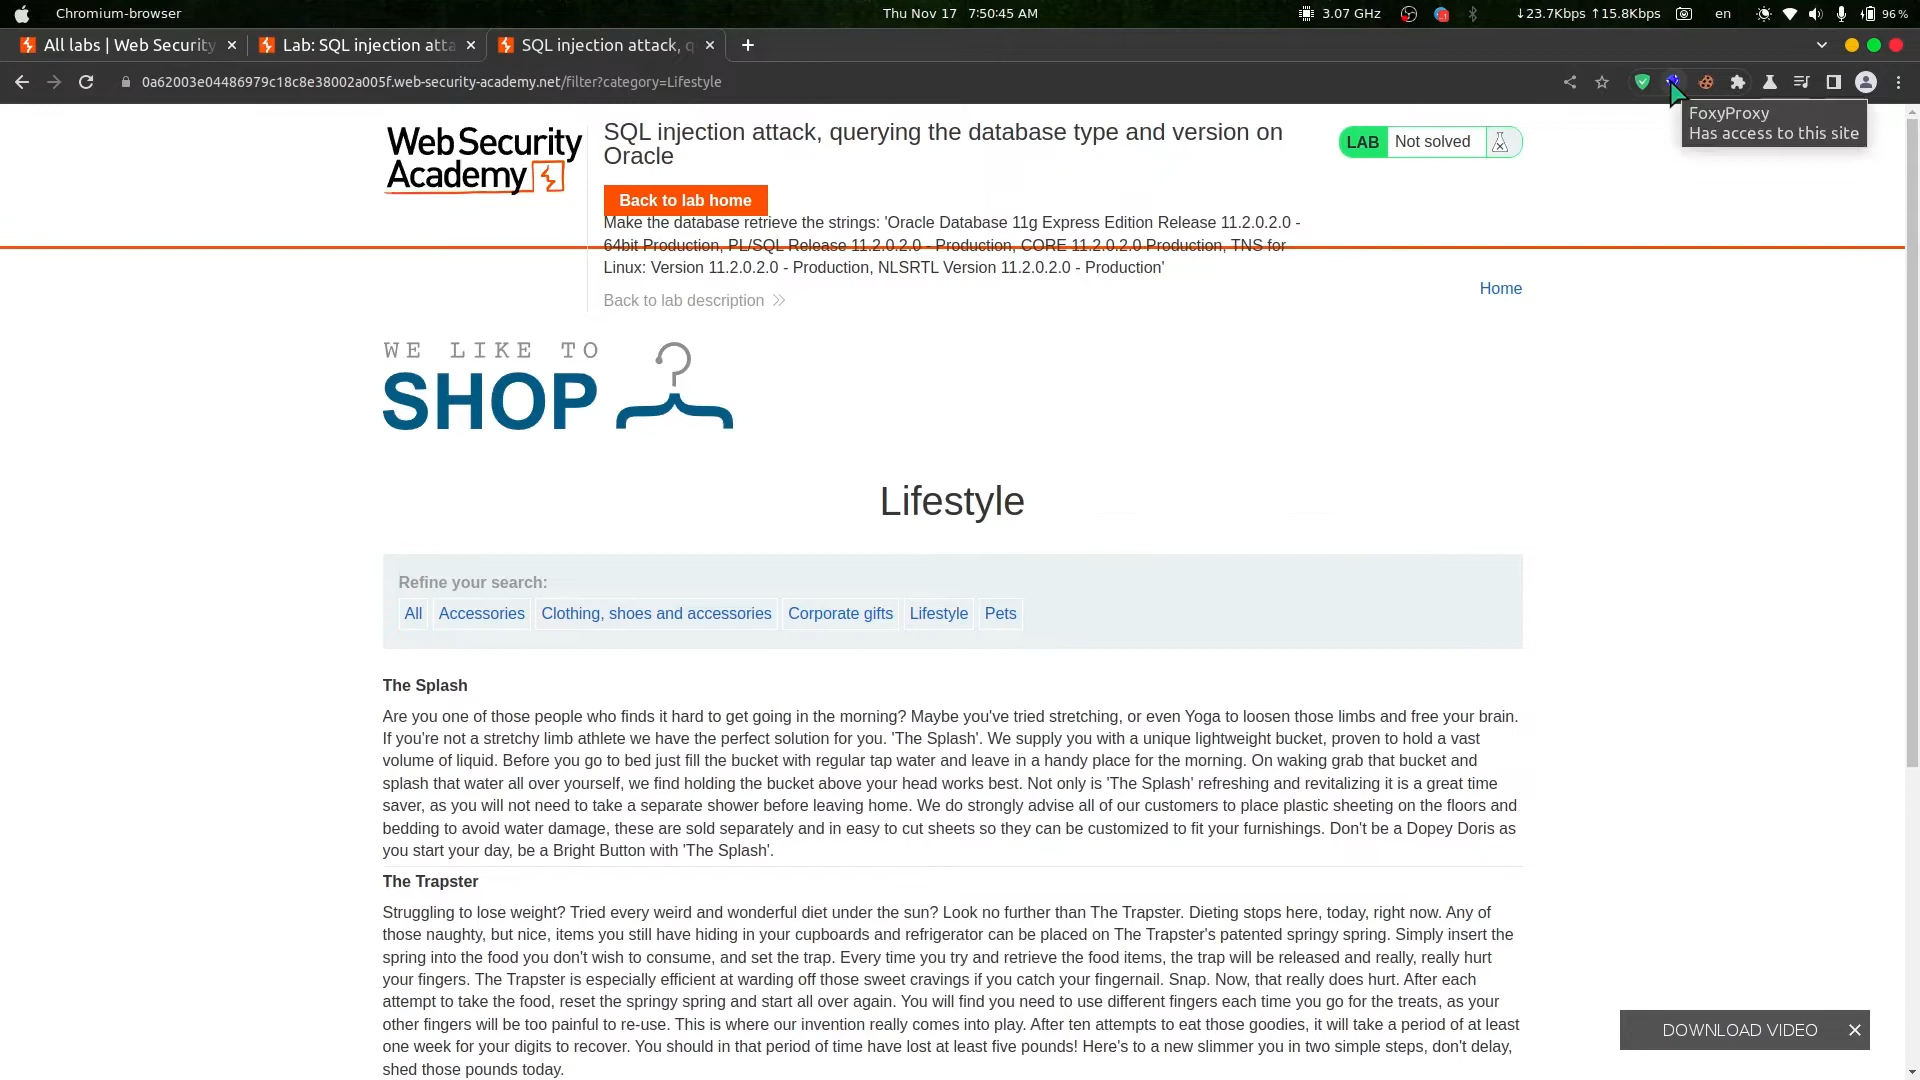 Chromium-browser
Thu Nov 17 7:50:45 AM
3.07 GHz
↓23.7Kbps ↑15.8Kbps
en
96 %
All labs | Web Security
Lab: SQL injection atta
SQL injection attack, q
0a62003e04486979c18c8e38002a005f.web-security-academy.net/filter?category=Lifestyle
FoxyProxy
Has access to this site
Web Security
Academy
SQL injection attack, querying the database type and version on
Oracle
LAB Not solved
Back to lab home
Make the database retrieve the strings: 'Oracle Database 11g Express Edition Release 11.2.0.2.0 -
64bit Production, PL/SQL Release 11.2.0.2.0 - Production, CORE 11.2.0.2.0 Production, TNS for
Linux: Version 11.2.0.2.0 - Production, NLSRTL Version 11.2.0.2.0 - Production'
Back to lab description
Home
WE LIKE TO
SHOP
Lifestyle
Refine your search:
All Accessories Clothing, shoes and accessories Corporate gifts Lifestyle Pets
The Splash
Are you one of those people who finds it hard to get going in the morning? Maybe you've tried stretching, or even Yoga to loosen those limbs and free your brain.
If you're not a stretchy limb athlete we have the perfect solution for you. 'The Splash'. We supply you with a unique lightweight bucket, proven to hold a vast
volume of liquid. Before you go to bed just fill the bucket with regular tap water and leave in a handy place for the morning. On waking grab that bucket and
splash that water all over yourself, we find holding the bucket above your head works best. Not only is 'The Splash' refreshing and revitalizing it is a great time
saver, as you will not need to take a separate shower before leaving home. We do strongly advise all of our customers to place plastic sheeting on the floors and
bedding to avoid water damage, these are sold separately and in easy to cut sheets so they can be customized to fit your furnishings. Don't be a Dopey Doris as
you start your day, be a Bright Button with 'The Splash'.
The Trapster
Struggling to lose weight? Tried every weird and wonderful diet under the sun? Look no further than The Trapster. Dieting stops here, today, right now. Any of
those naughty, but nice, items you still have hiding in your cupboards and refrigerator can be placed on The Trapster's patented springy spring. Simply insert the
spring into the food you don't wish to consume, and set the trap. Every time you try and retrieve the food items, the trap will be released and really, really hurt
your fingers. The Trapster is especially efficient at warding off those sweet cravings if you catch your fingernail. Snap. Now, that really does hurt. After each
attempt to take the food, reset the springy spring and start all over again. You will find you need to use different fingers each time you go for the treats, as your
other fingers will be too painful to re-use. This is where our invention really comes into play. After ten attempts to eat those goodies, it will take a period of at least
one week for your digits to recover. You should in that period of time have lost at least five pounds! Here's to a new slimmer you in two simple steps, don't delay,
shed those pounds today.
DOWNLOAD VIDEO